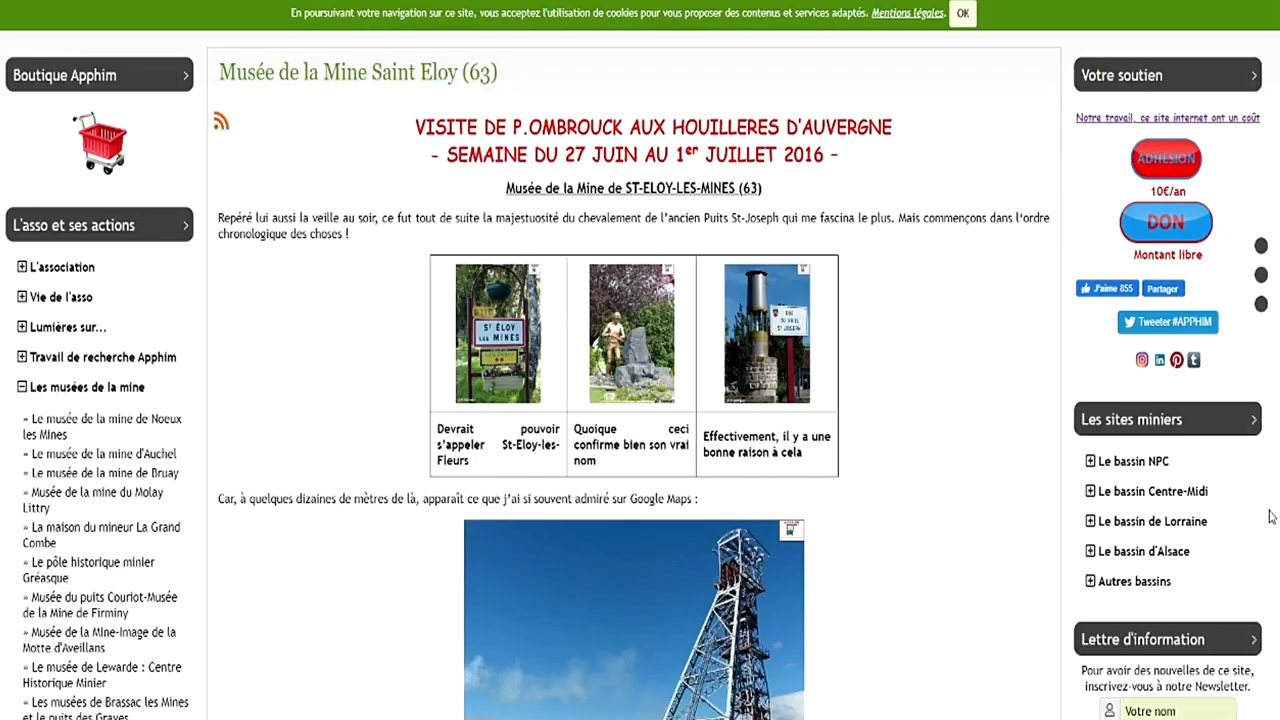 En poursuivant votre navigation sur ce site, vous acceptez l'utilisation de cookies pour vous proposer des contenus et services adaptés. Mentions légales. OK
Boutique Apphim
L'asso et ses actions
L'association
Vie de l'asso
Lumières sur...
Travail de recherche Apphim
Les musées de la mine
» Le musée de la mine de Noeux
les Mines
» Le musée de la mine d'Auchel
» Le musée de la mine de Bruay
» Musée de la mine du Molay
Littry
» La maison du mineur La Grand
Combe
» Le pôle historique minier
Gréasque
» Musée du puits Couriot-Musée
de la Mine de Firminy
» Musée de la Mine-Image de la
Motte d'Aveillans
» Le musée de Lewarde : Centre
Historique Minier
» Les musées de Brassac les Mines
et le puits des Graves
Musée de la Mine Saint Eloy (63)
VISITE DE P.OMBROUCK AUX HOUILLERES D'AUVERGNE
- SEMAINE DU 27 JUIN AU 1er JUILLET 2016 -
Musée de la Mine de ST-ELOY-LES-MINES (63)
Repéré lui aussi la veille au soir, ce fut tout de suite la majestuosité du chevalement de l'ancien Puits St-Joseph qui me fascina le plus. Mais commençons dans l'ordre
chronologique des choses !
ST ÉLOY
LES MINES
RUE
DU PUITS
ST JOSEPH
Devrait pouvoir
s'appeler St-Eloy-les-
Fleurs
Quoique ceci
confirme bien son vrai
nom
Effectivement, il y a une
bonne raison à cela
Car, à quelques dizaines de mètres de là, apparaît ce que j'ai si souvent admiré sur Google Maps :
Votre soutien
Notre travail, ce site internet ont un coût
ADHESION
10€/an
DON
Montant libre
J'aime 855 Partager
Tweeter #APPHIM
Les sites miniers
Le bassin NPC
Le bassin Centre-Midi
Le bassin de Lorraine
Le bassin d'Alsace
Autres bassins
Lettre d'information
Pour avoir des nouvelles de ce site,
inscrivez-vous à notre Newsletter.
Votre nom